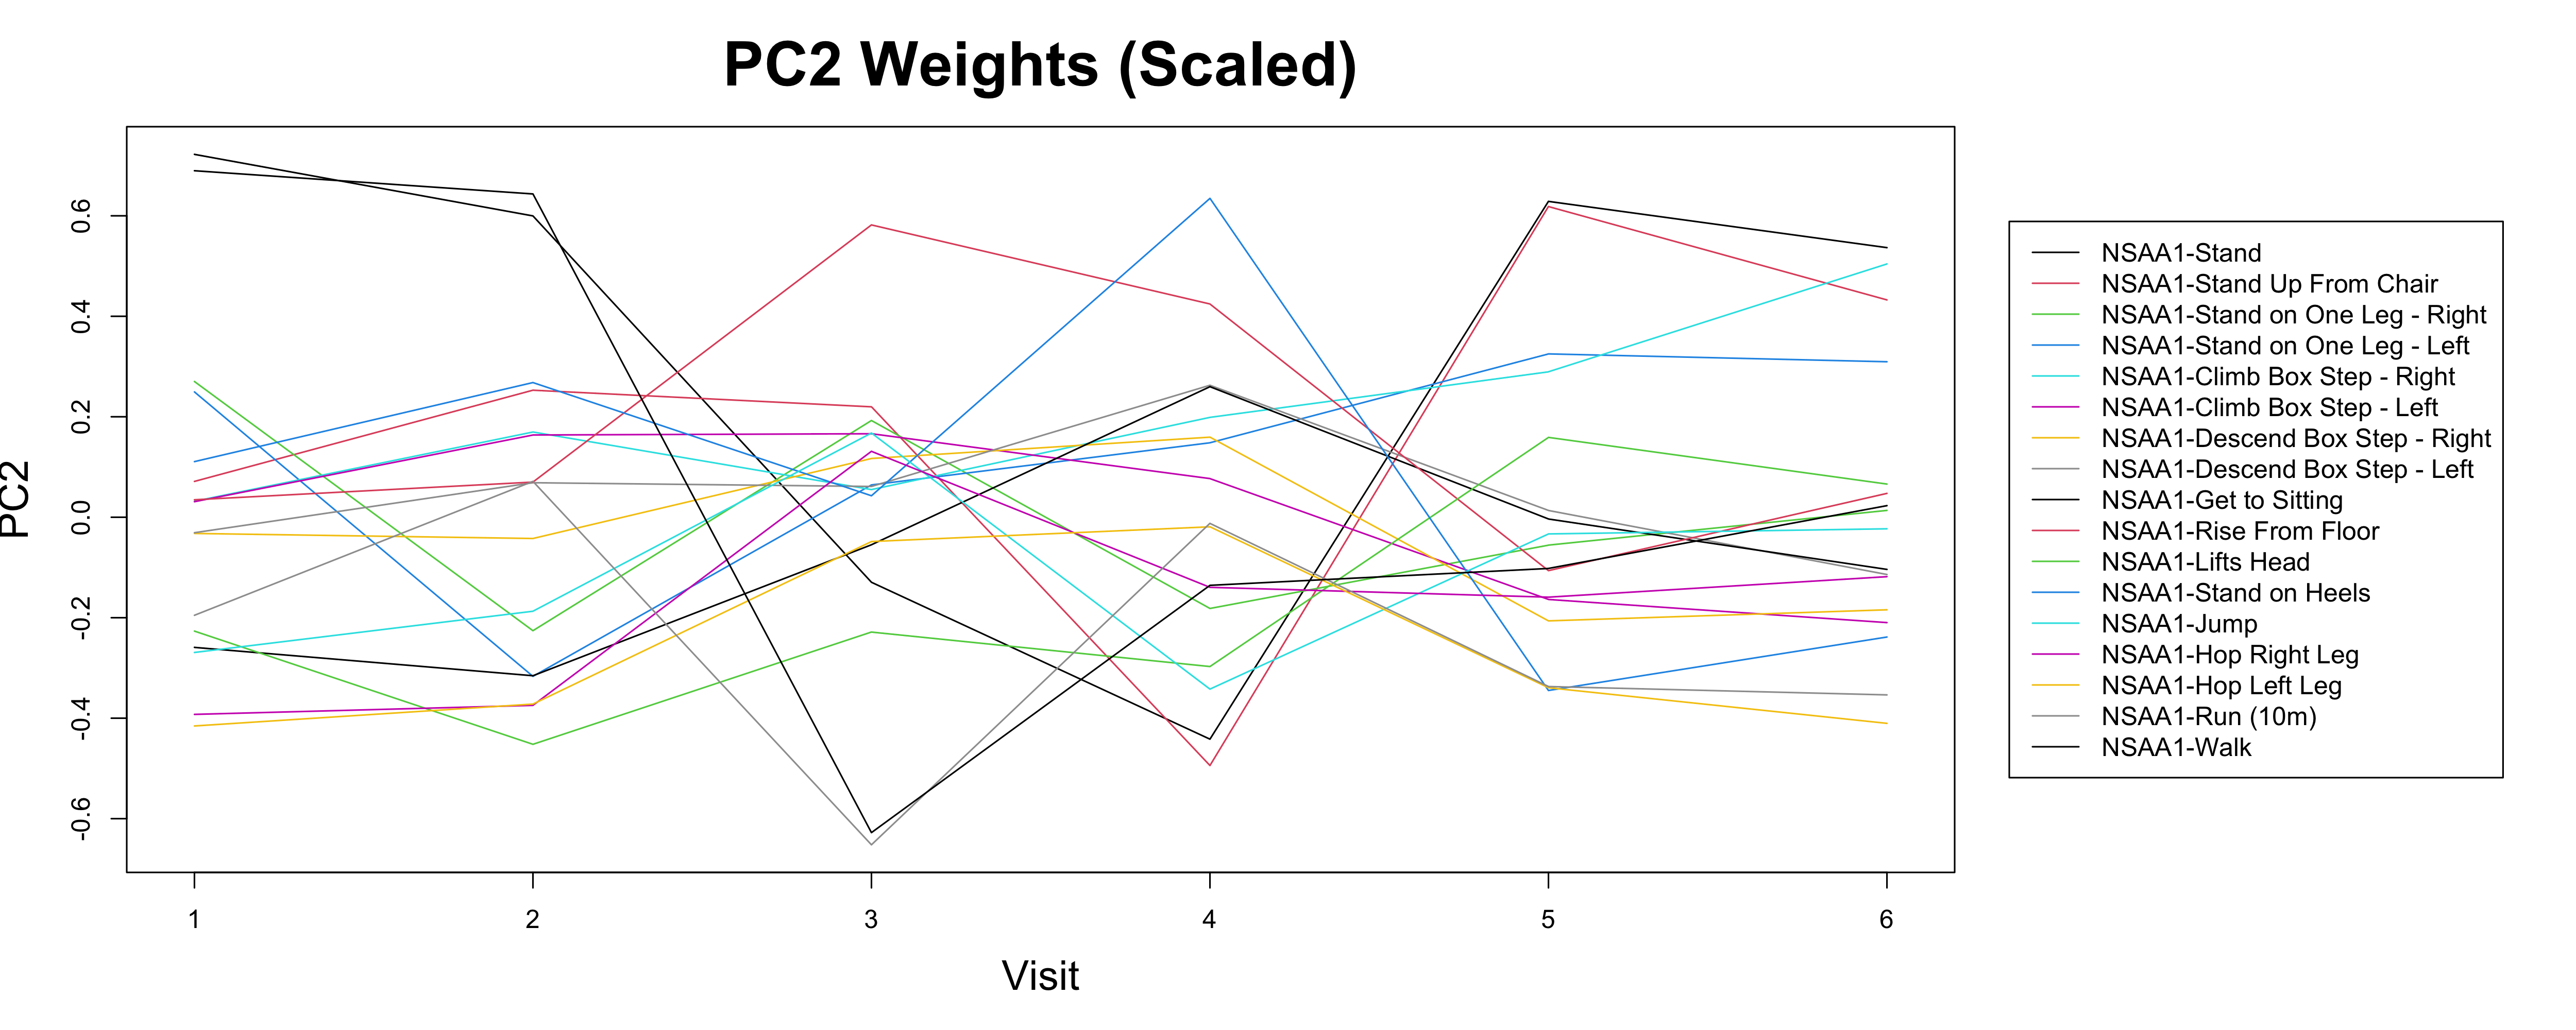 PC2 Weights (Scaled)
PC2
0.6
0.4
0.2
0.0
-0.2
-0.4
-0.6
1 2 3 4 5 6
Visit
NSAA1-Stand
NSAA1-Stand Up From Chair
NSAA1-Stand on One Leg - Right
NSAA1-Stand on One Leg - Left
NSAA1-Climb Box Step - Right
NSAA1-Climb Box Step - Left
NSAA1-Descend Box Step - Right
NSAA1-Descend Box Step - Left
NSAA1-Get to Sitting
NSAA1-Rise From Floor
NSAA1-Lifts Head
NSAA1-Stand on Heels
NSAA1-Jump
NSAA1-Hop Right Leg
NSAA1-Hop Left Leg
NSAA1-Run (10m)
NSAA1-Walk